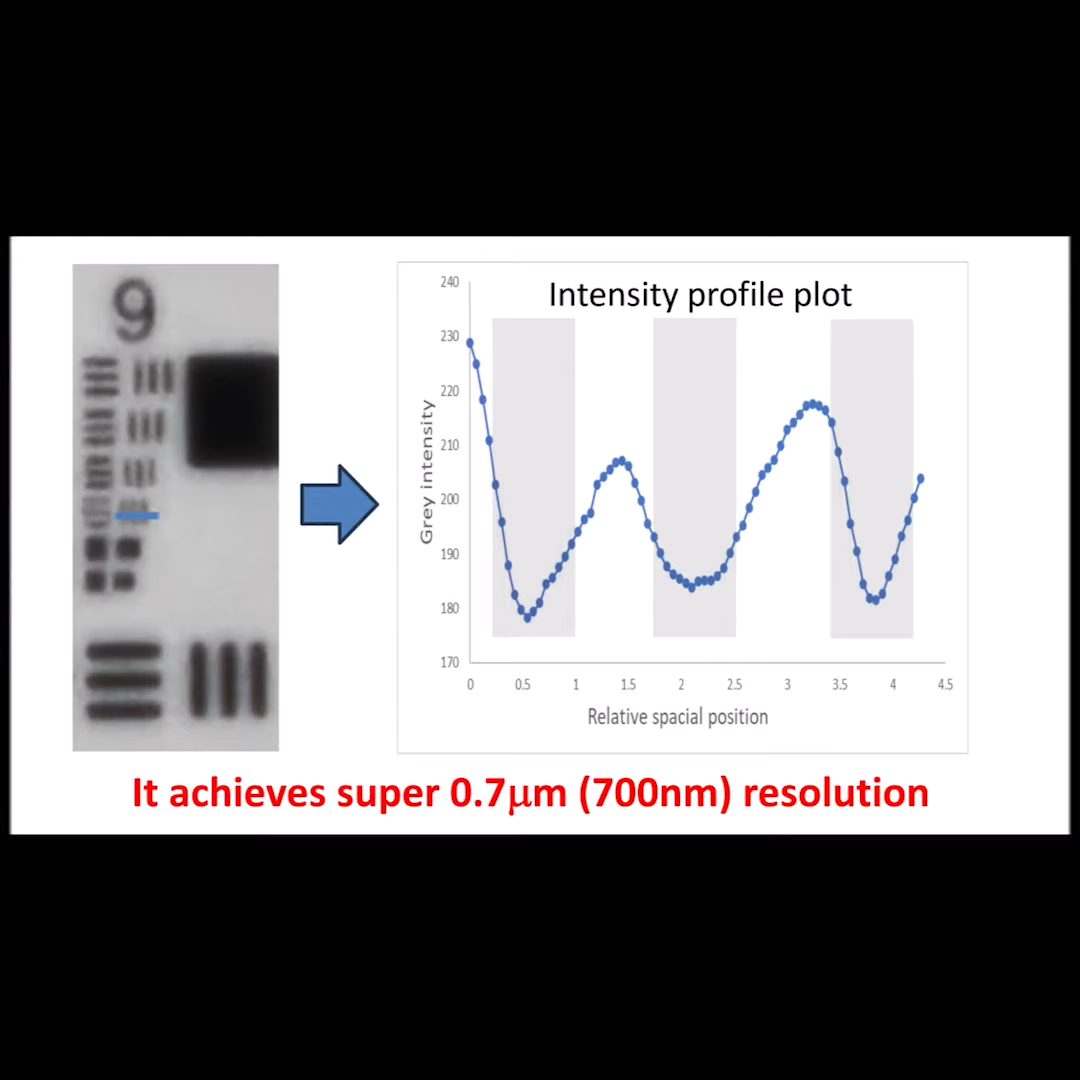 9
Intensity profile plot
240
230
220
210
200
190
180
170
Grey intensity
0 0.5 1 1.5 2 2.5 3 3.5 4 4.5
Relative spacial position
It achieves super 0.7μm (700nm) resolution